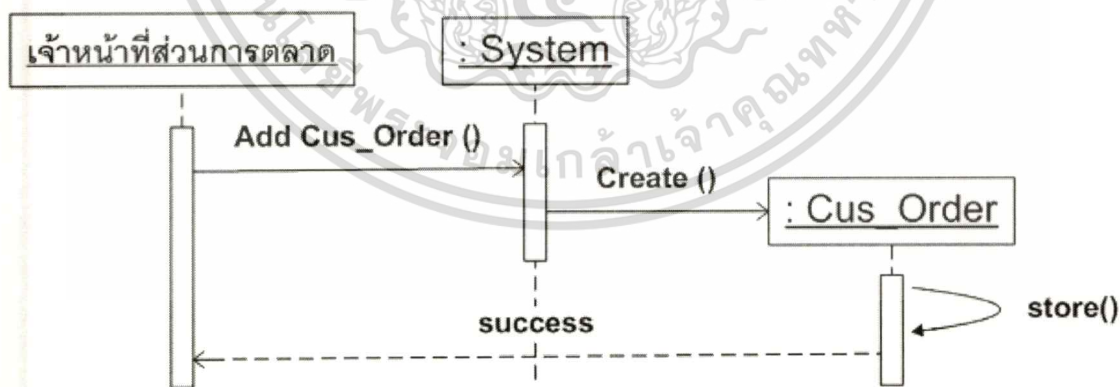 เจ้าหน้าที่ส่วนการตลาด
: System
Add Cus_Order ()
Create ()
: Cus_Order
store()
success